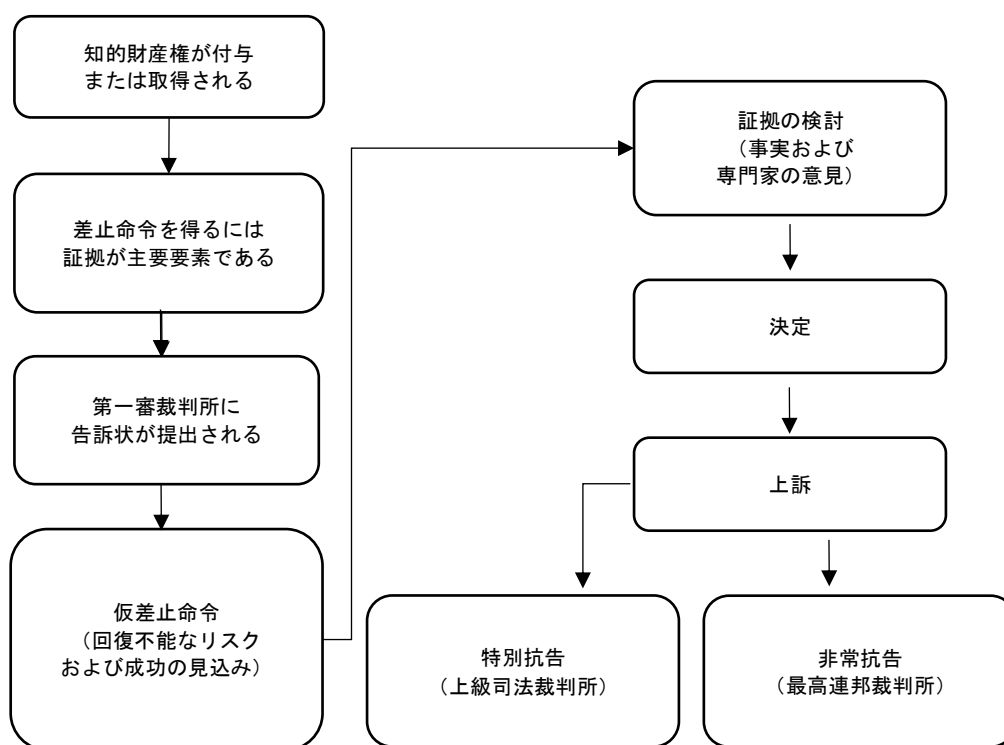 知的財産権が付与
または取得される
差止命令を得るには
証拠が主要要素である
第一審裁判所に
告訴状が提出される
仮差止命令
（回復不能なリスク
および成功の見込み）
証拠の検討
（事実および
専門家の意見）
決定
上訴
特別抗告
（上級司法裁判所）
非常抗告
（最高連邦裁判所）